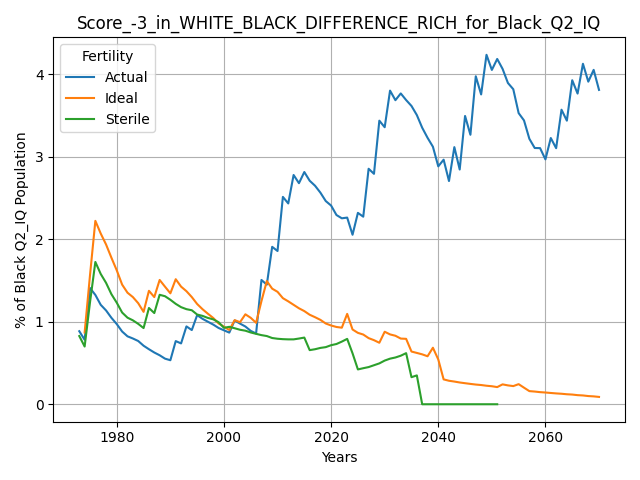 Score_-3_in_WHITE_BLACK_DIFFERENCE_RICH_for_Black_Q2_IQ
Fertility
Actual
Ideal
Sterile
% of Black Q2_IQ Population
4
3
2
1
0
1980 2000 2020 2040 2060
Years